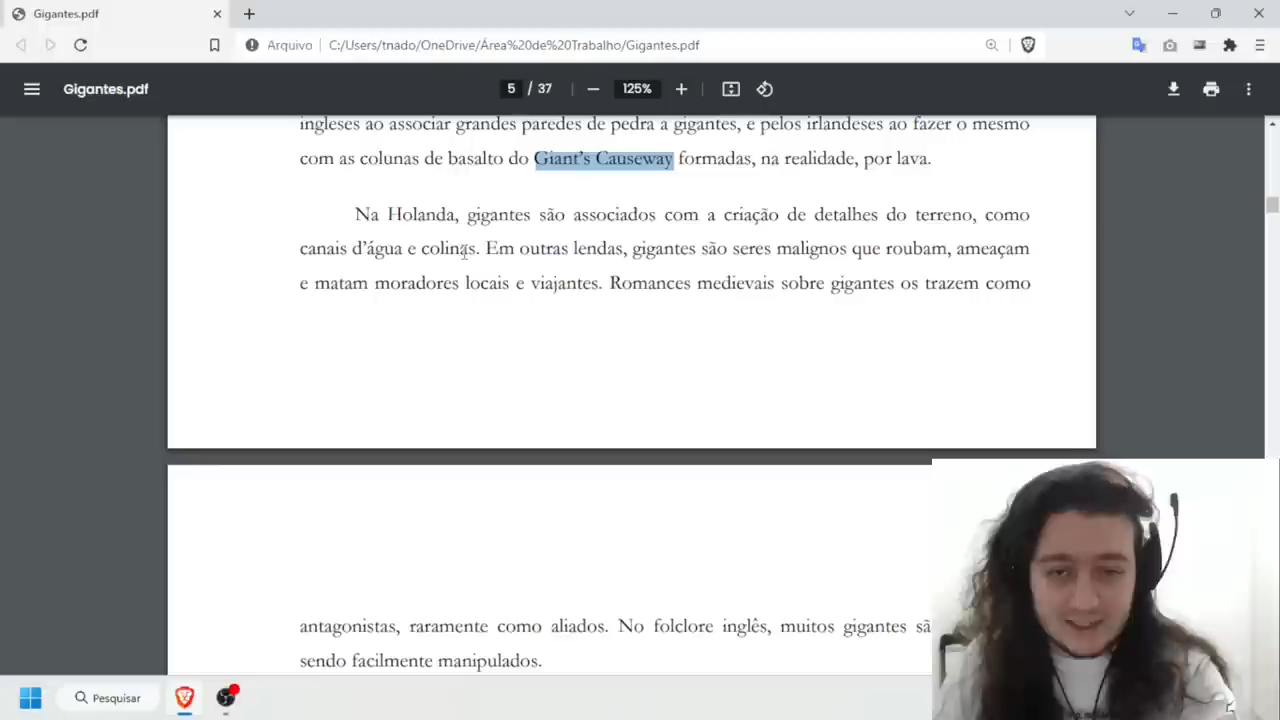 Gigantes.pdf
Arquivo C:/Users/tnado/OneDrive/Área%20de%20Trabalho/Gigantes.pdf
Gigantes.pdf 5 / 37 125%
ingleses ao associar grandes paredes de pedra a gigantes, e pelos irlandeses ao fazer o mesmo
com as colunas de basalto do Giant's Causeway formadas, na realidade, por lava.
Na Holanda, gigantes são associados com a criação de detalhes do terreno, como
canais d'água e colinas. Em outras lendas, gigantes são seres malignos que roubam, ameaçam
e matam moradores locais e viajantes. Romances medievais sobre gigantes os trazem como
antagonistas, raramente como aliados. No folclore inglês, muitos gigantes
sendo facilmente manipulados.
Pesquisar